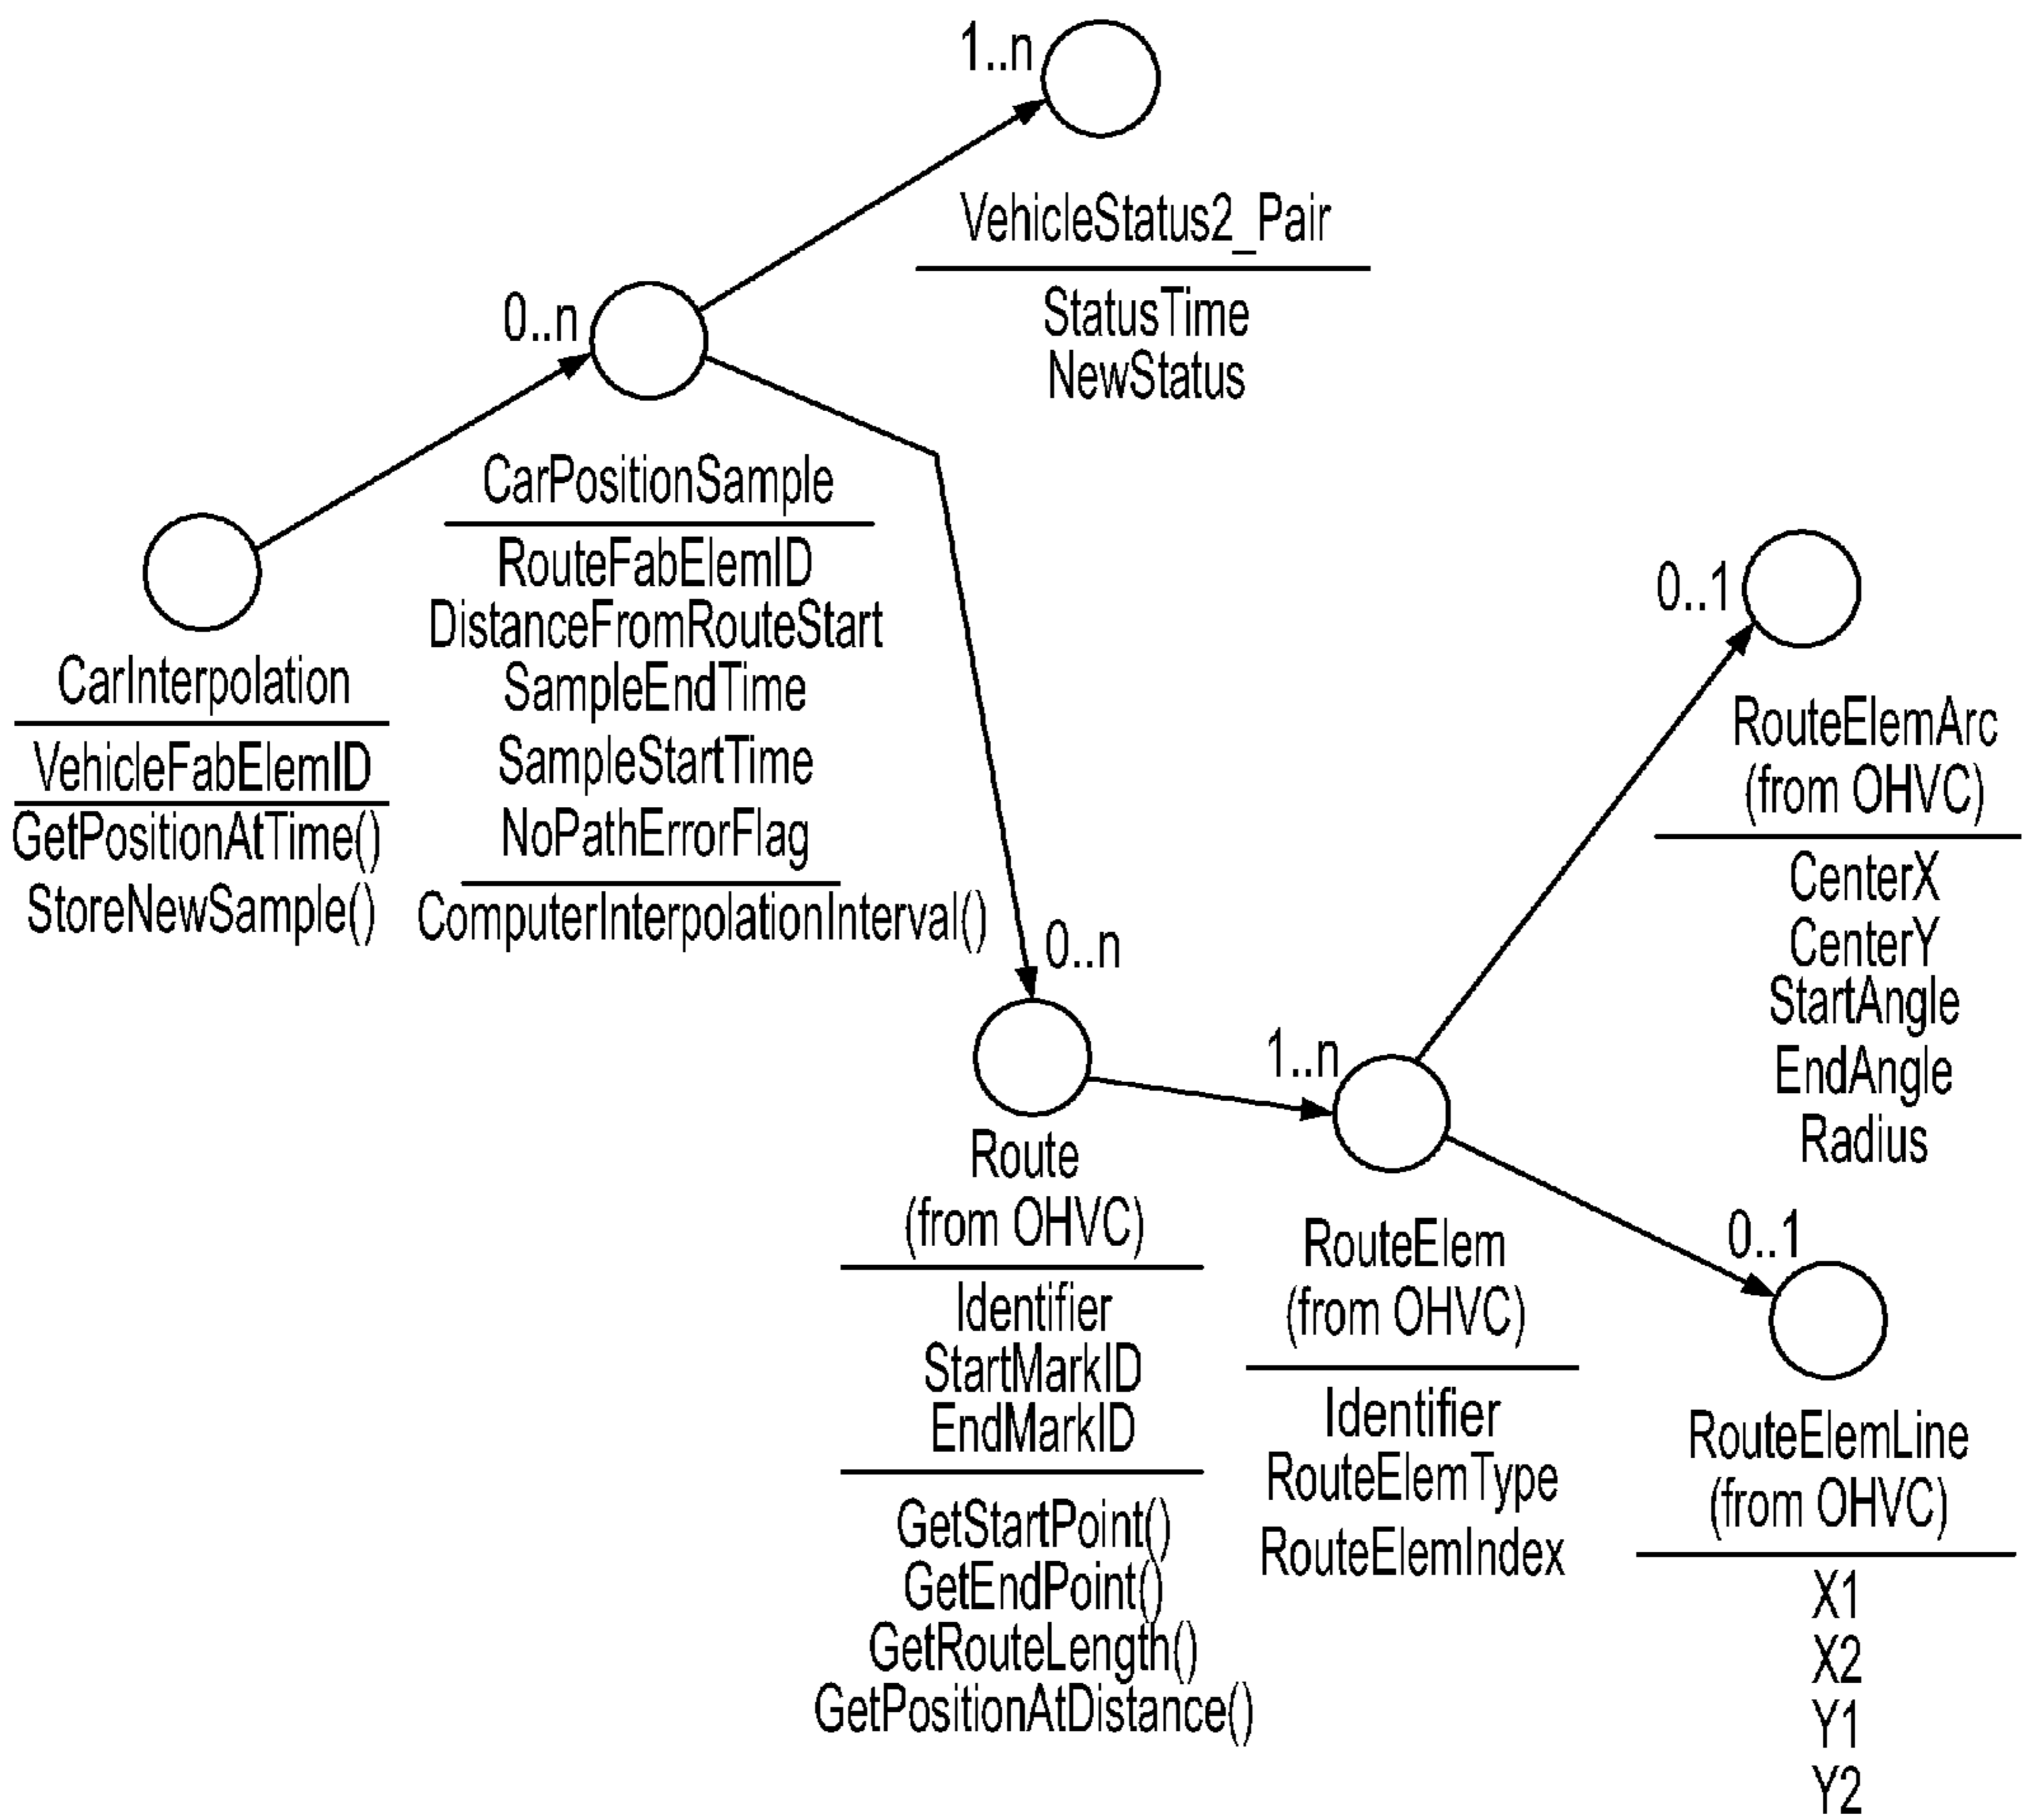 1..n
VehicleStatus2_Pair
StatusTime
NewStatus
0..n
CarPositionSample
RouteFabElemID
DistanceFromRouteStart
SampleEndTime
SampleStartTime
NoPathErrorFlag
ComputerInterpolationInterval()
CarInterpolation
VehicleFabElemID
GetPositionAtTime()
StoreNewSample()
0..n
Route
(from OHVC)
Identifier
StartMarkID
EndMarkID
GetStartPoint()
GetEndPoint()
GetRouteLength()
GetPositionAtDistance()
1..n
RouteElem
(from OHVC)
Identifier
RouteElemType
RouteElemIndex
0..1
RouteElemArc
(from OHVC)
CenterX
CenterY
StartAngle
EndAngle
Radius
0..1
RouteElemLine
(from OHVC)
X1
X2
Y1
Y2